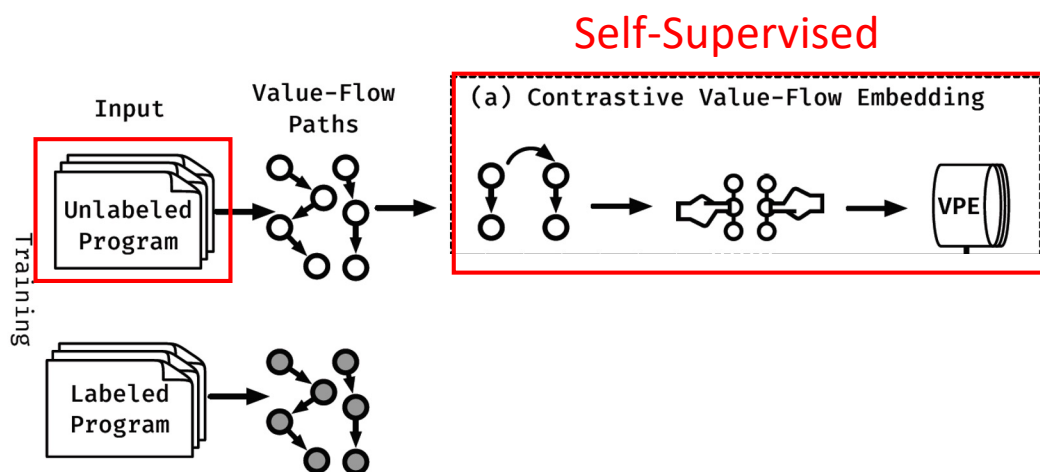 Self-Supervised
Input
Value-Flow
Paths
(a) Contrastive Value-Flow Embedding
Unlabeled
Program
VPE
Training
Labeled
Program